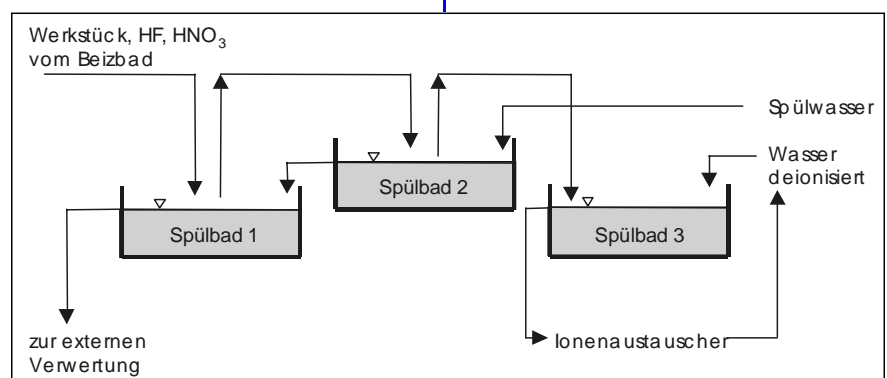 Werkstück, HF, HNO₃
vom Beizbad
Spülwasser
Wasser
deionisiert
Spülbad 2
Spülbad 1
Spülbad 3
zur externen
Verwertung
Ionenaustauscher